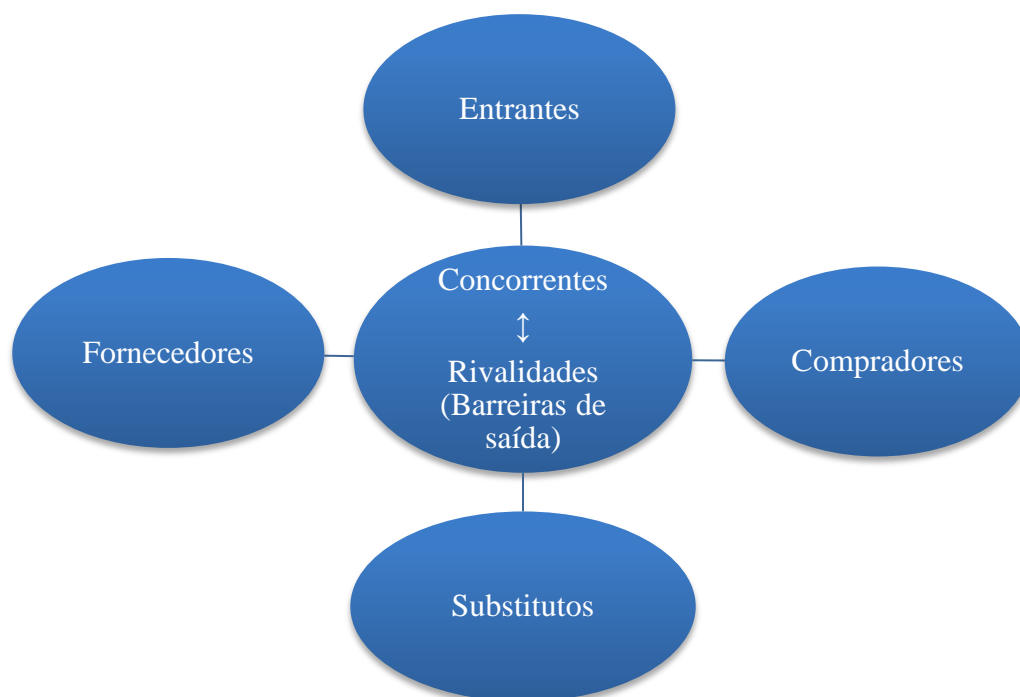 Entrantes
Concorrentes
↕
Rivalidades
(Barreiras de
saída)
Fornecedores
Compradores
Substitutos